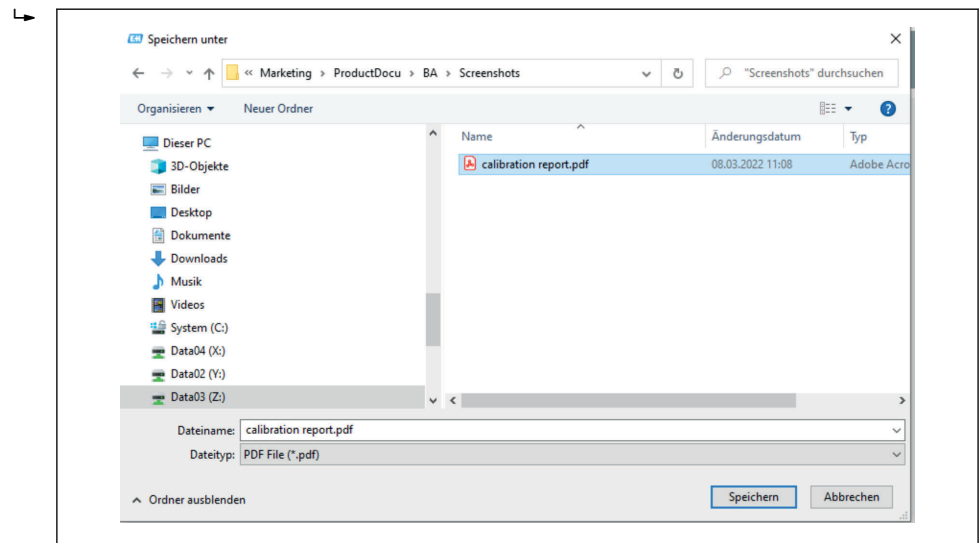 Speichern unter
« Marketing › ProductDocu › BA › Screenshots
"Screenshots" durchsuchen
Organisieren
Neuer Ordner
Dieser PC
3D-Objekte
Bilder
Desktop
Dokumente
Downloads
Musik
Videos
System (C:)
Data04 (X:)
Data02 (Y:)
Data03 (Z:)
Name Änderungsdatum Typ
calibration report.pdf 08.03.2022 11:08 Adobe Acro
Dateiname: calibration report.pdf
Dateityp: PDF File (*.pdf)
Ordner ausblenden
Speichern Abbrechen